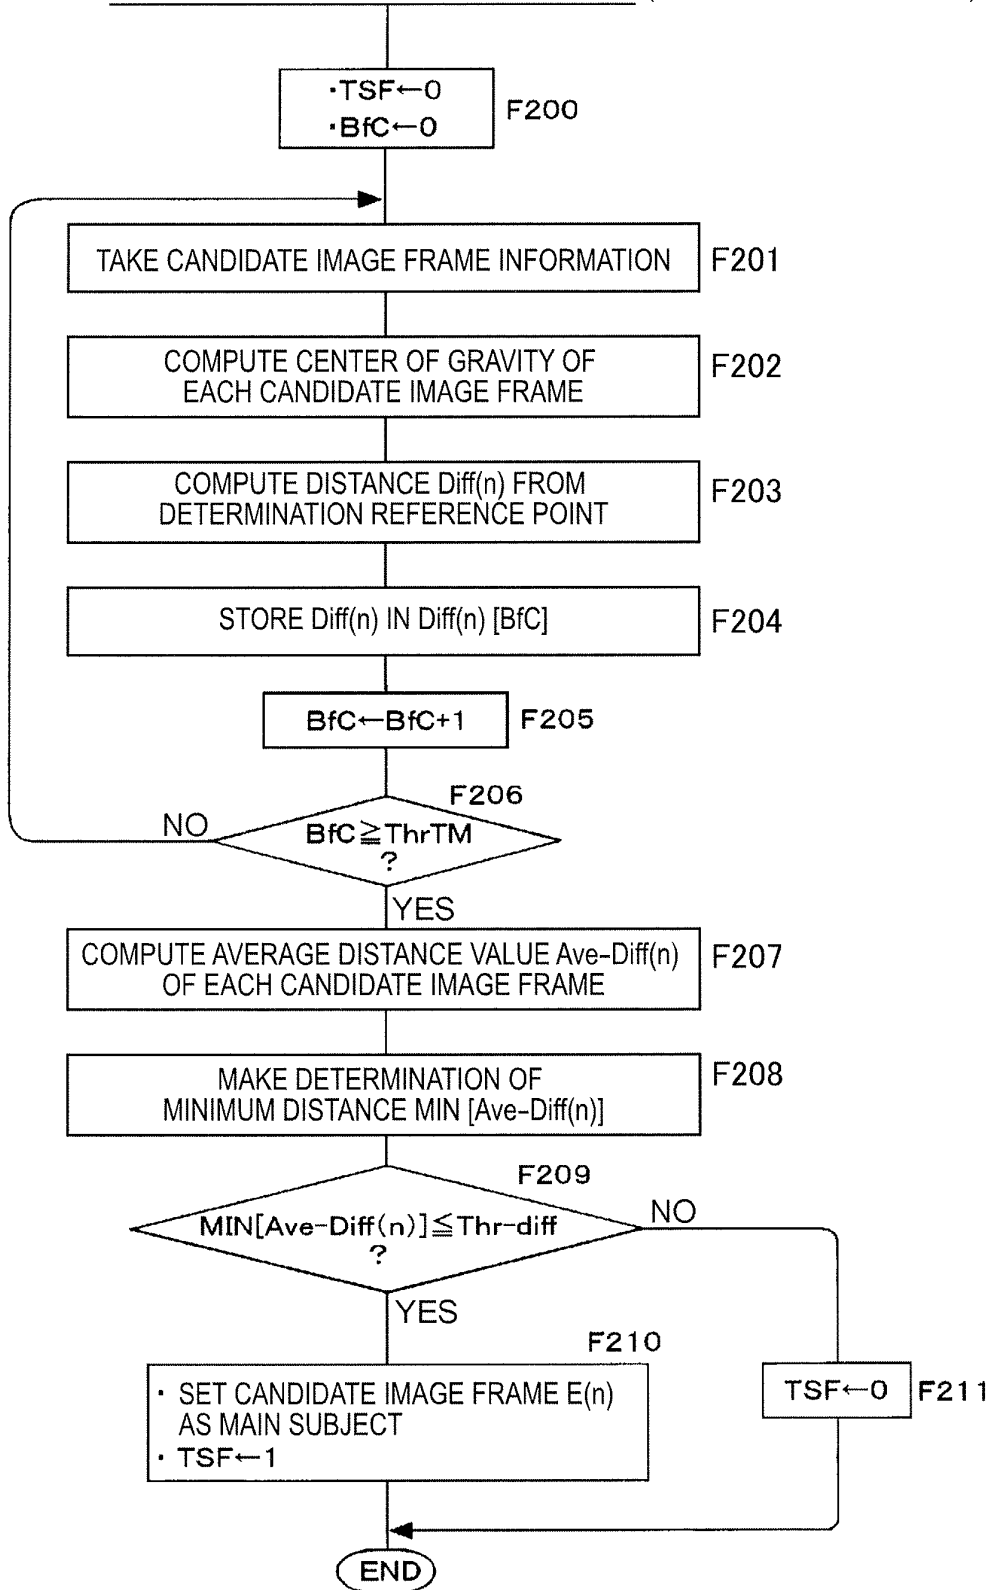 ・TSF←0
・BfC←0
F200
TAKE CANDIDATE IMAGE FRAME INFORMATION
F201
COMPUTE CENTER OF GRAVITY OF
EACH CANDIDATE IMAGE FRAME
F202
COMPUTE DISTANCE Diff(n) FROM
DETERMINATION REFERENCE POINT
F203
STORE Diff(n) IN Diff(n) [BfC]
F204
BfC←BfC+1
F205
F206
BfC≧ThrTM
?
NO
YES
COMPUTE AVERAGE DISTANCE VALUE Ave-Diff(n)
OF EACH CANDIDATE IMAGE FRAME
F207
MAKE DETERMINATION OF
MINIMUM DISTANCE MIN [Ave-Diff(n)]
F208
F209
MIN[Ave-Diff(n)]≦Thr-diff
?
NO
YES
F210
・ SET CANDIDATE IMAGE FRAME E(n)
AS MAIN SUBJECT
・ TSF←1
TSF←0
F211
END